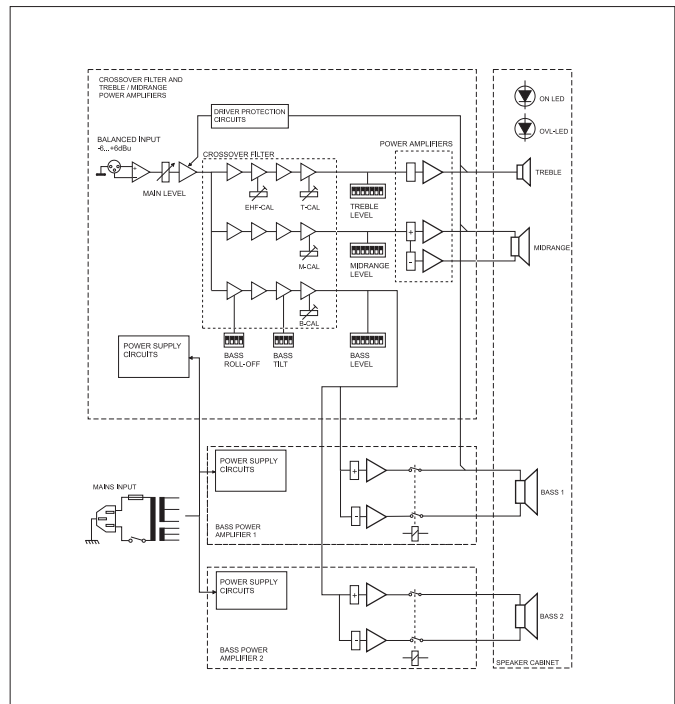 CROSSOVER FILTER AND
TREBLE / MIDRANGE
POWER AMPLIFIERS
DRIVER PROTECTION
CIRCUITS
ON LED
OVL-LED
BALANCED INPUT
-6...+6dBu
CROSSOVER FILTER
POWER AMPLIFIERS
+
-
MAIN LEVEL
EHF-CAL
T-CAL
TREBLE
LEVEL
TREBLE
+
-
M-CAL
MIDRANGE
LEVEL
MIDRANGE
B-CAL
BASS
ROLL-OFF
BASS
TILT
BASS
LEVEL
POWER SUPPLY
CIRCUITS
POWER SUPPLY
CIRCUITS
MAINS INPUT
+
-
BASS 1
BASS POWER
AMPLIFIER 1
POWER SUPPLY
CIRCUITS
+
-
BASS 2
BASS POWER
AMPLIFIER 2
SPEAKER CABINET